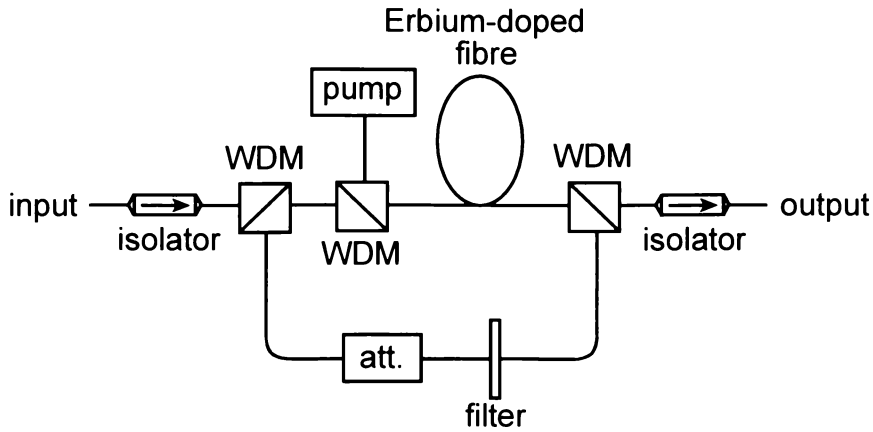 Erbium-doped
fibre
pump
WDM
WDM
input
output
isolator
WDM
isolator
att.
filter